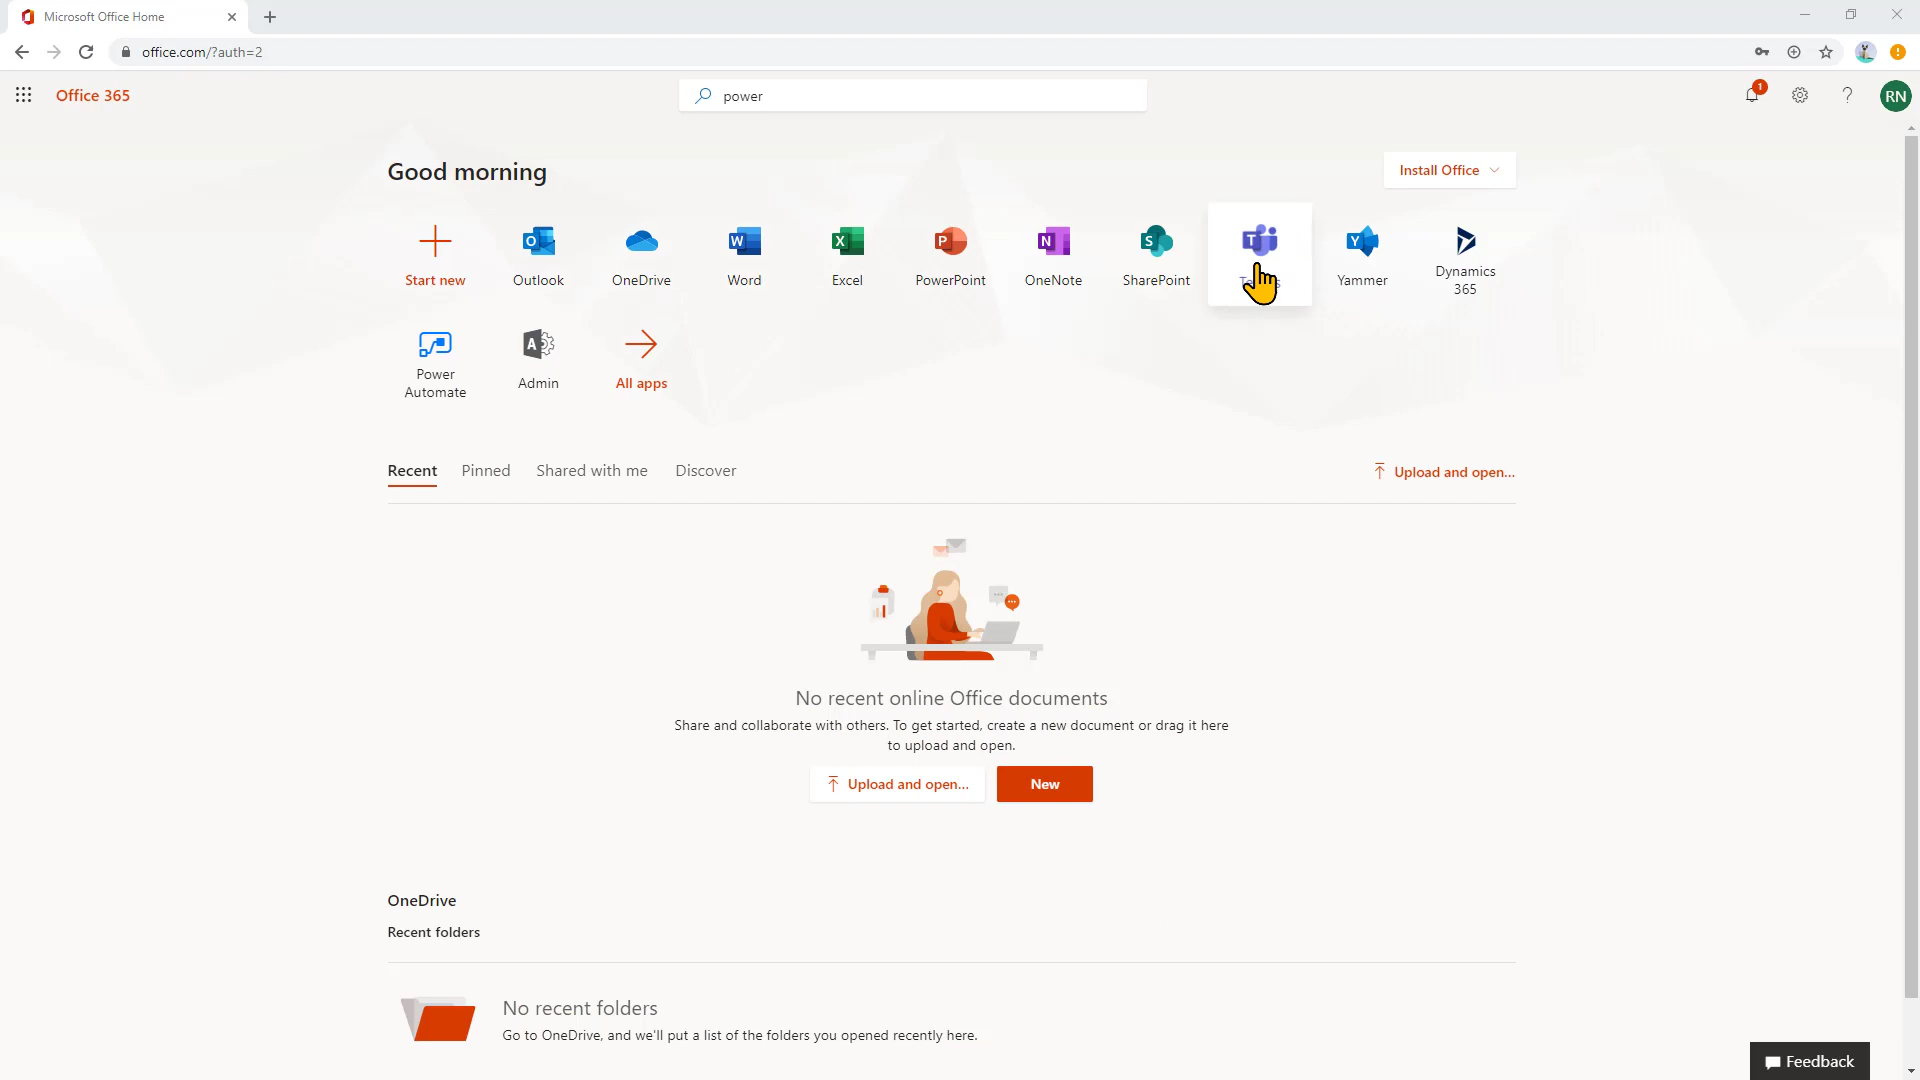 Microsoft Office Home
office.com/?auth=2
Office 365
power
1
RN
Good morning
Install Office
Start new
Outlook
OneDrive
Word
Excel
PowerPoint
OneNote
SharePoint
Yammer
Dynamics
365
Power
Automate
Admin
All apps
Recent
Pinned
Shared with me
Discover
Upload and open...
No recent online Office documents
Share and collaborate with others. To get started, create a new document or drag it here
to upload and open.
Upload and open...
New
OneDrive
Recent folders
No recent folders
Go to OneDrive, and we'll put a list of the folders you opened recently here.
Feedback